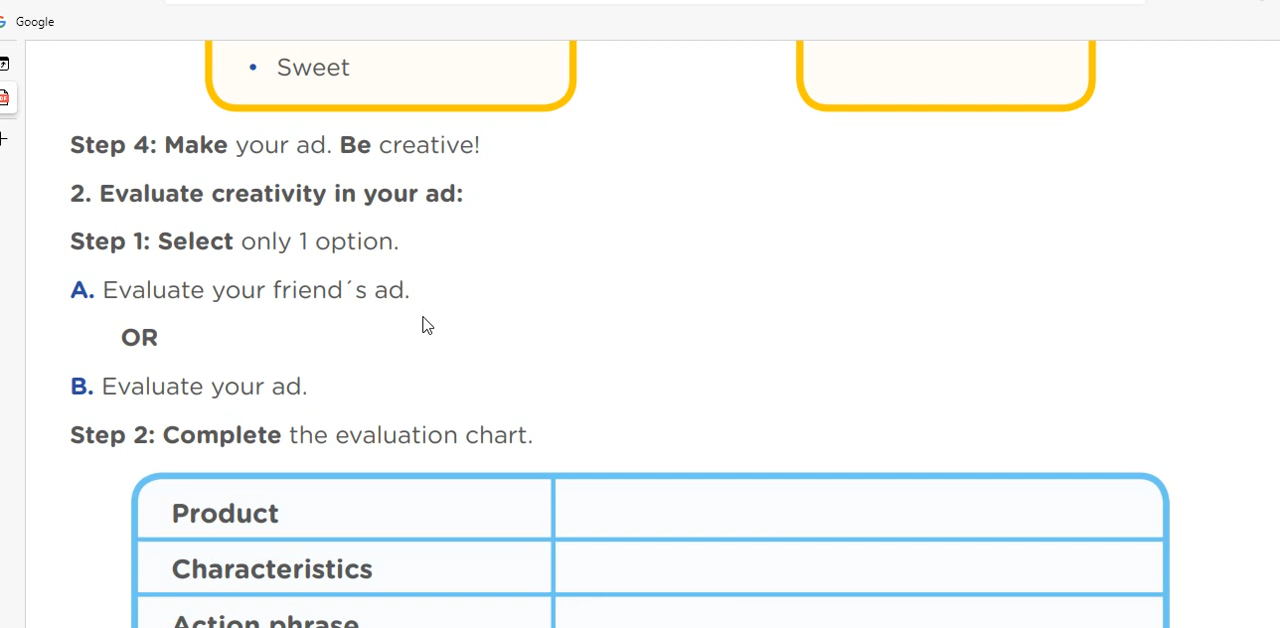 Google
• Sweet
Step 4: Make your ad. Be creative!
2. Evaluate creativity in your ad:
Step 1: Select only 1 option.
A. Evaluate your friend´s ad.
OR
B. Evaluate your ad.
Step 2: Complete the evaluation chart.
Product
Characteristics
Action phrase